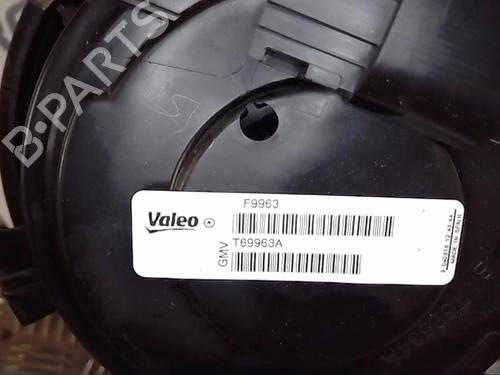 B-PARTS
F9963
Valeo
T69963A
GMV
MADE IN SPAIN